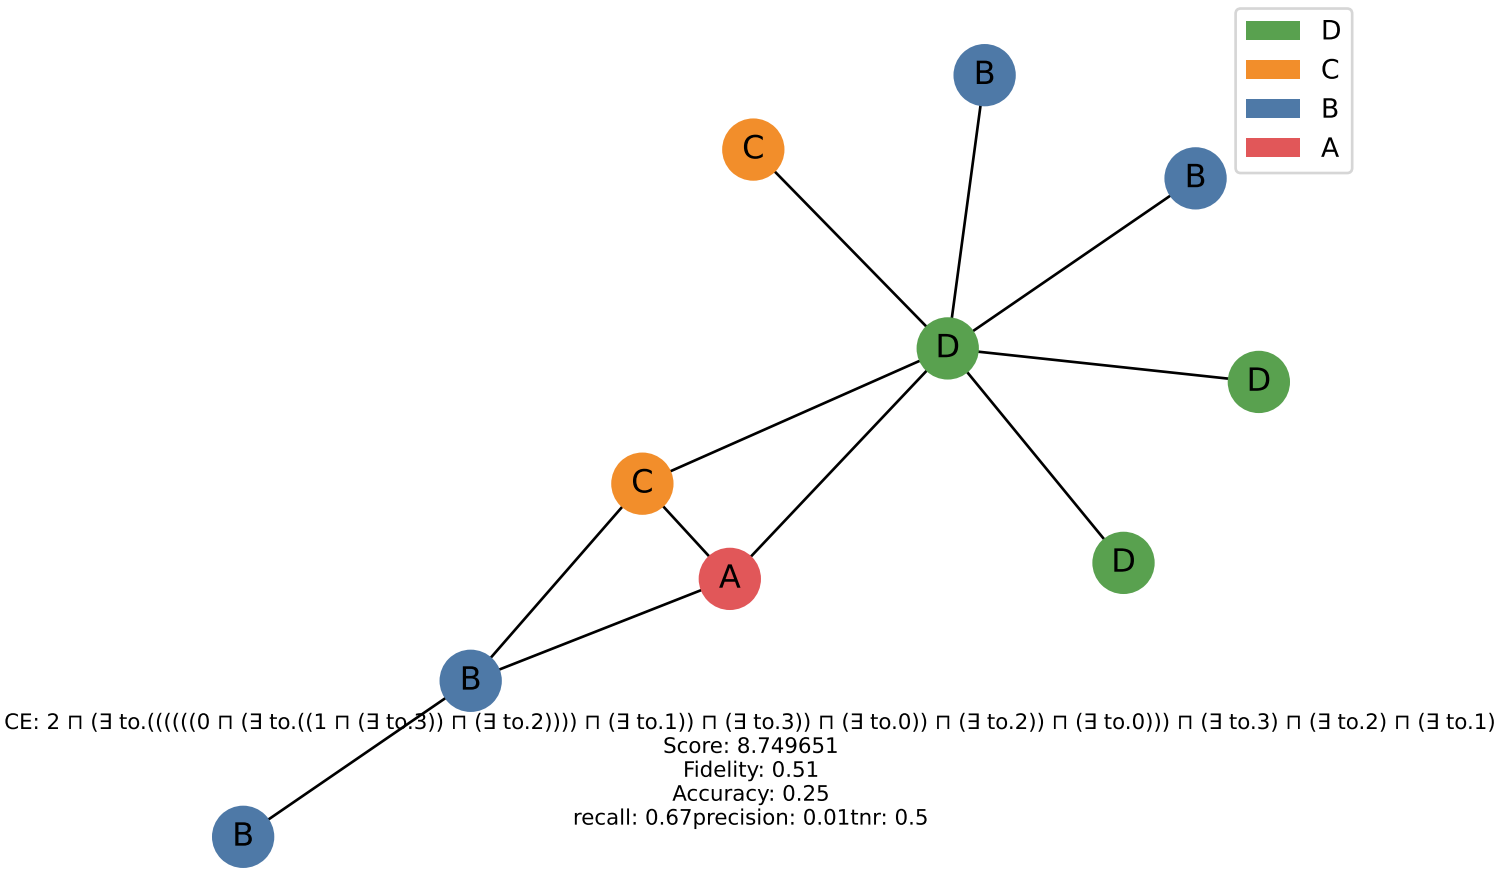 D
C
B
A
B
C
B
D
D
C
D
A
B
CE: 2 ⊓ (∃ to.((((((0 ⊓ (∃ to.((1 ⊓ (∃ to.3)) ⊓ (∃ to.2)))) ⊓ (∃ to.1)) ⊓ (∃ to.3)) ⊓ (∃ to.0)) ⊓ (∃ to.2)) ⊓ (∃ to.0))) ⊓ (∃ to.3) ⊓ (∃ to.2) ⊓ (∃ to.1)
Score: 8.749651
Fidelity: 0.51
Accuracy: 0.25
recall: 0.67precision: 0.01tnr: 0.5
B